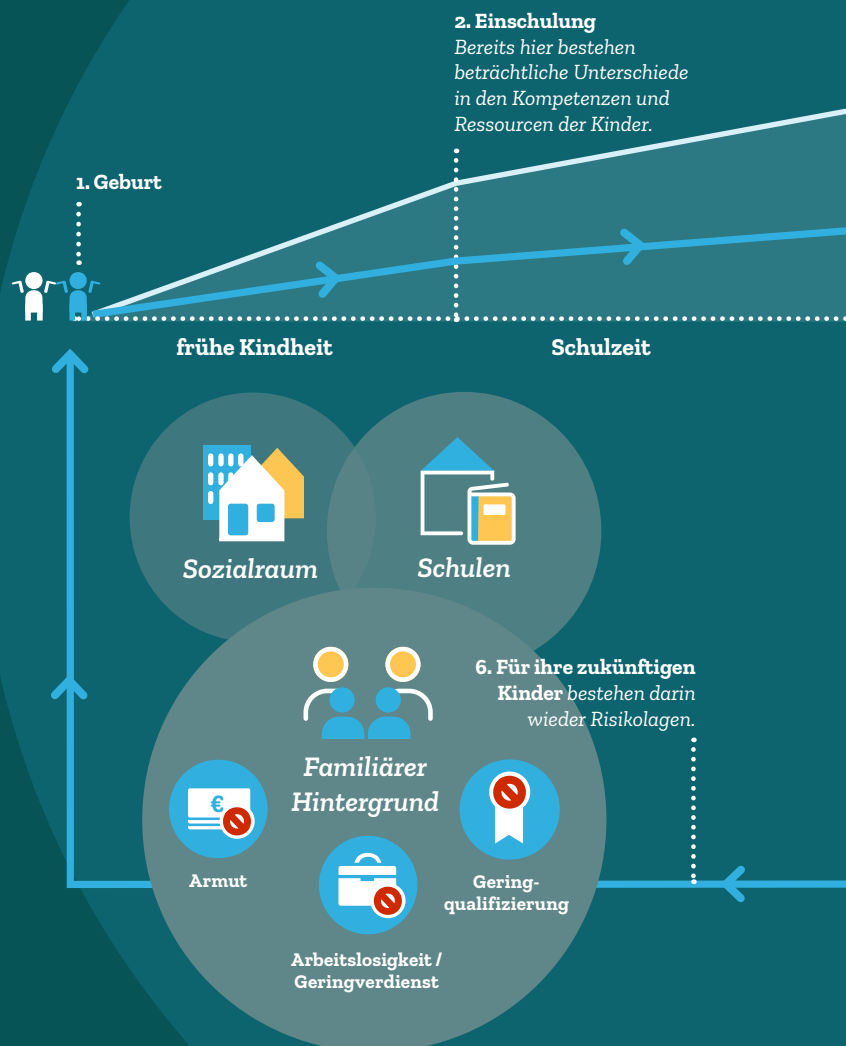 2. Einschulung
Bereits hier bestehen
beträchtliche Unterschiede
in den Kompetenzen und
Ressourcen der Kinder.
1. Geburt
frühe Kindheit
Schulzeit
Sozialraum
Schulen
6. Für ihre zukünftigen
Kinder bestehen darin
wieder Risikolagen.
Familiärer
Hintergrund
€
Armut
Gering-
qualifizierung
Arbeitslosigkeit /
Geringverdienst